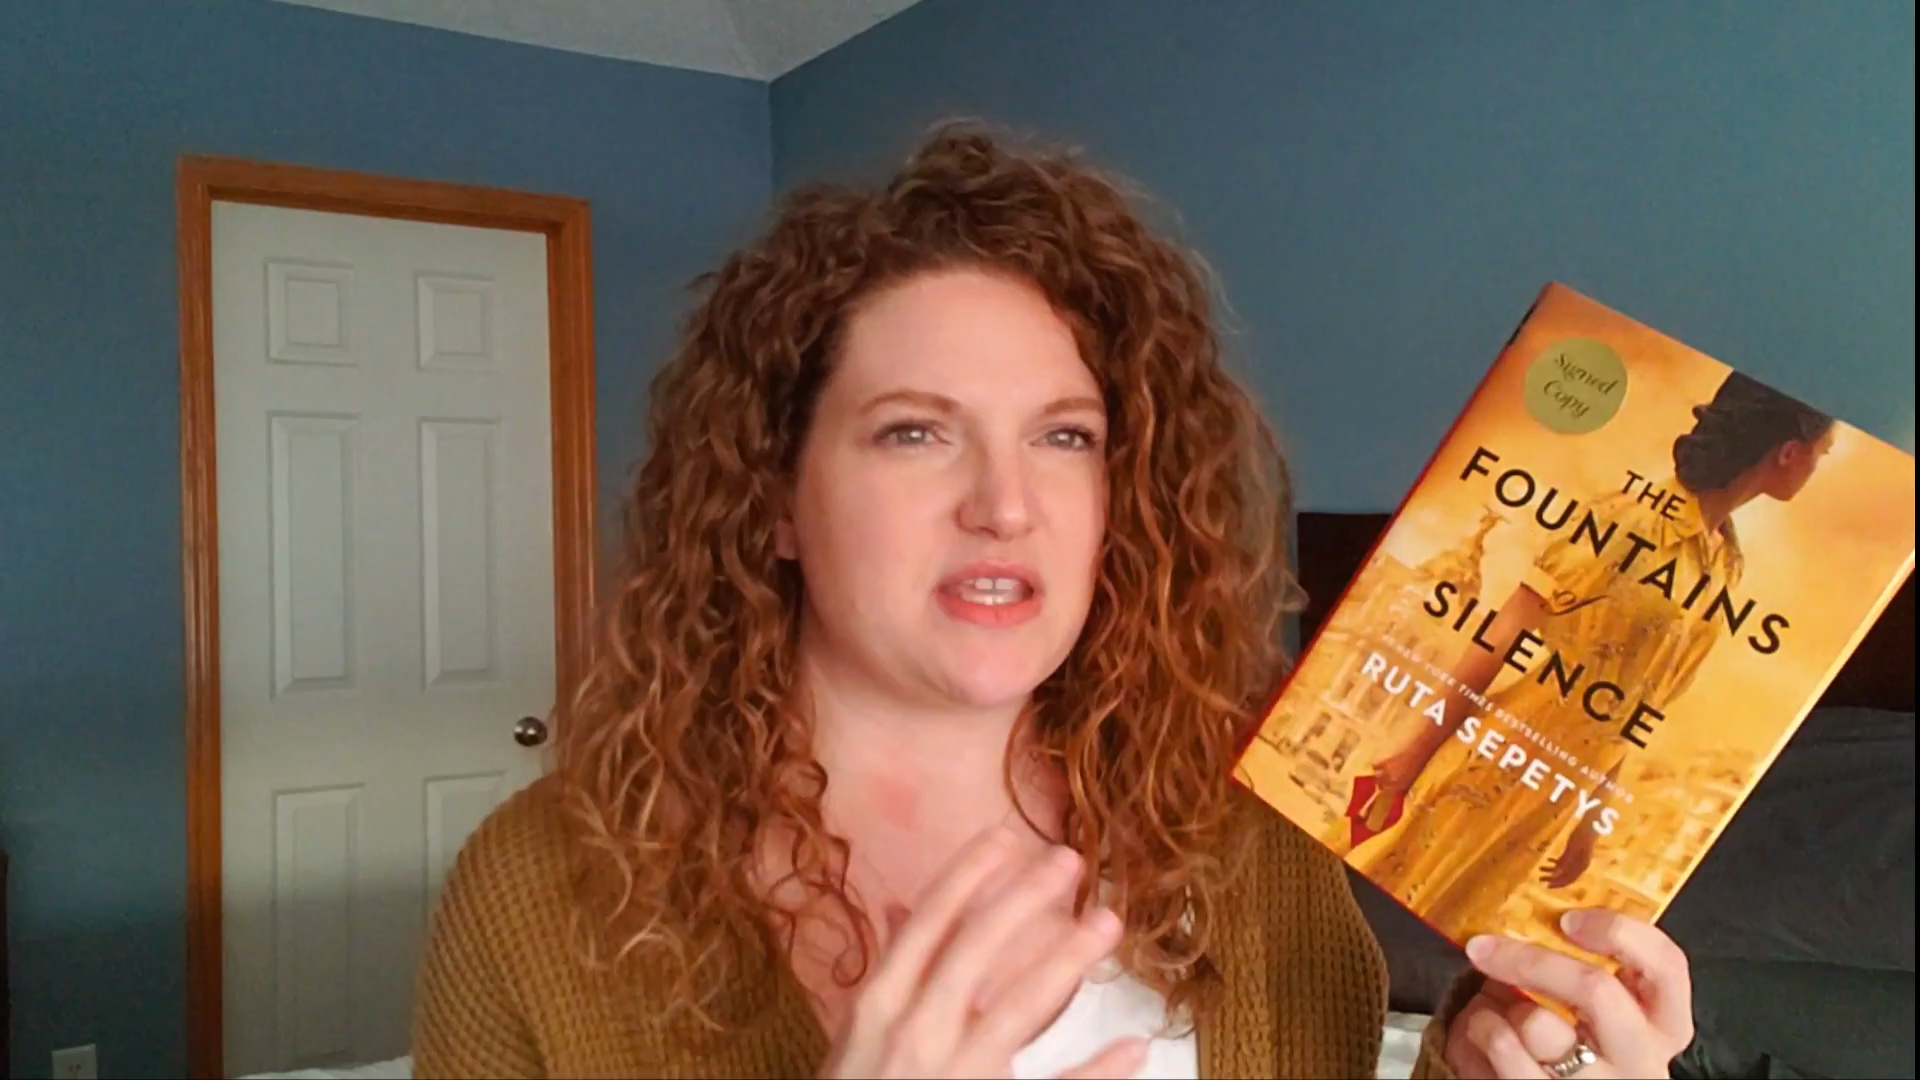 Signed
Copy
THE
FOUNTAINS
of
SILENCE
NEW YORK TIMES BESTSELLING AUTHOR
RUTA SEPETYS